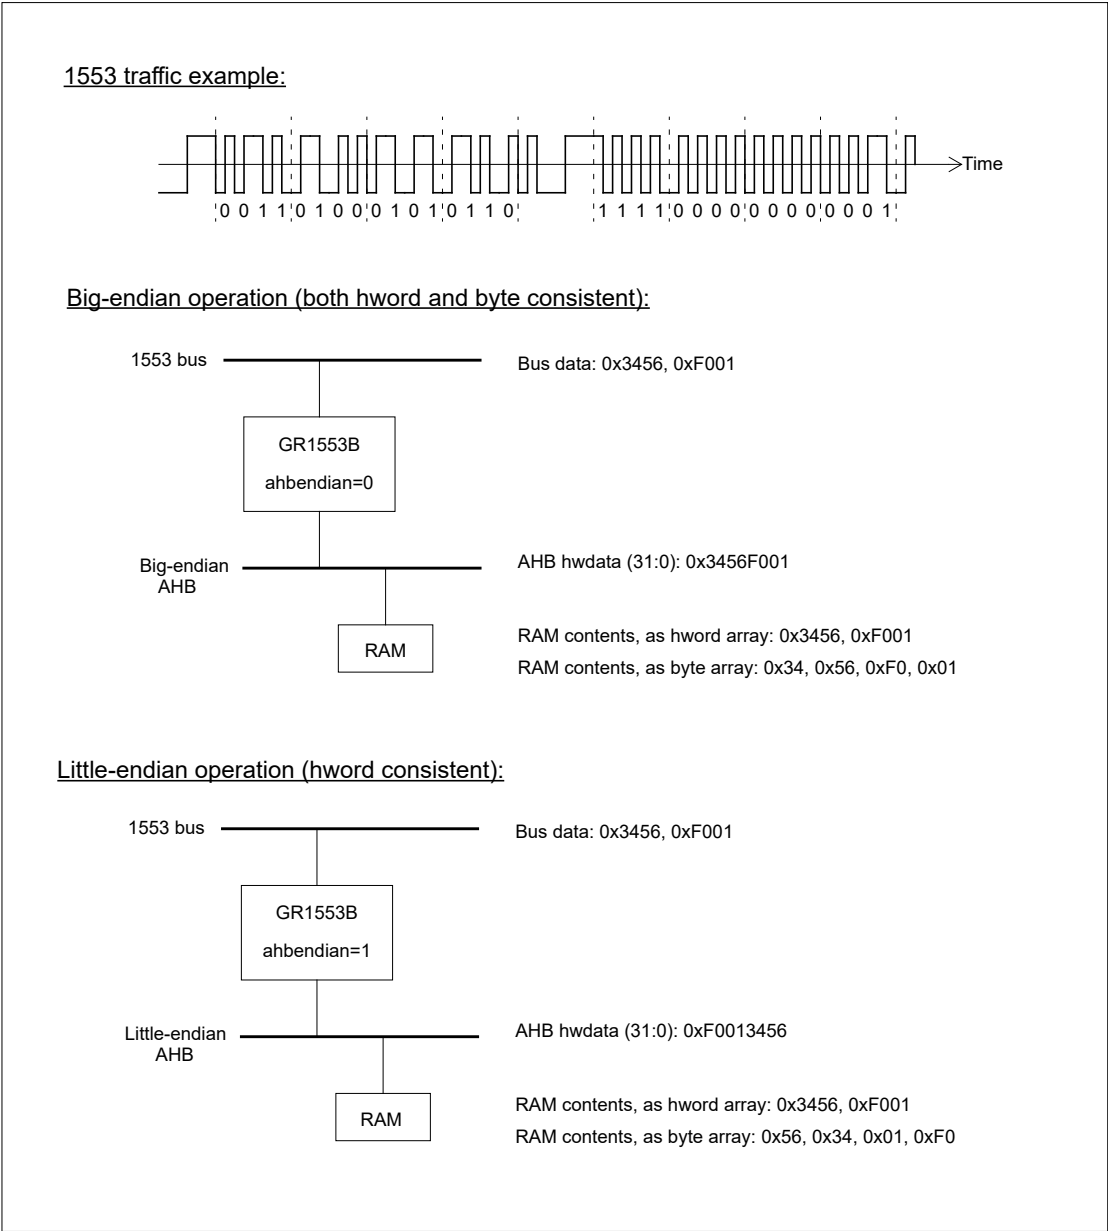 1553 traffic example:
Time
0 0 1 1 0 1 0 0 0 1 0 1 0 1 1 0 1 1 1 1 0 0 0 0 0 0 0 0 0 0 0 1
Big-endian operation (both hword and byte consistent):
1553 bus
Bus data: 0x3456, 0xF001
GR1553B
ahbendian=0
Big-endian
AHB
AHB hwdata (31:0): 0x3456F001
RAM
RAM contents, as hword array: 0x3456, 0xF001
RAM contents, as byte array: 0x34, 0x56, 0xF0, 0x01
Little-endian operation (hword consistent):
1553 bus
Bus data: 0x3456, 0xF001
GR1553B
ahbendian=1
Little-endian
AHB
AHB hwdata (31:0): 0xF0013456
RAM
RAM contents, as hword array: 0x3456, 0xF001
RAM contents, as byte array: 0x56, 0x34, 0x01, 0xF0